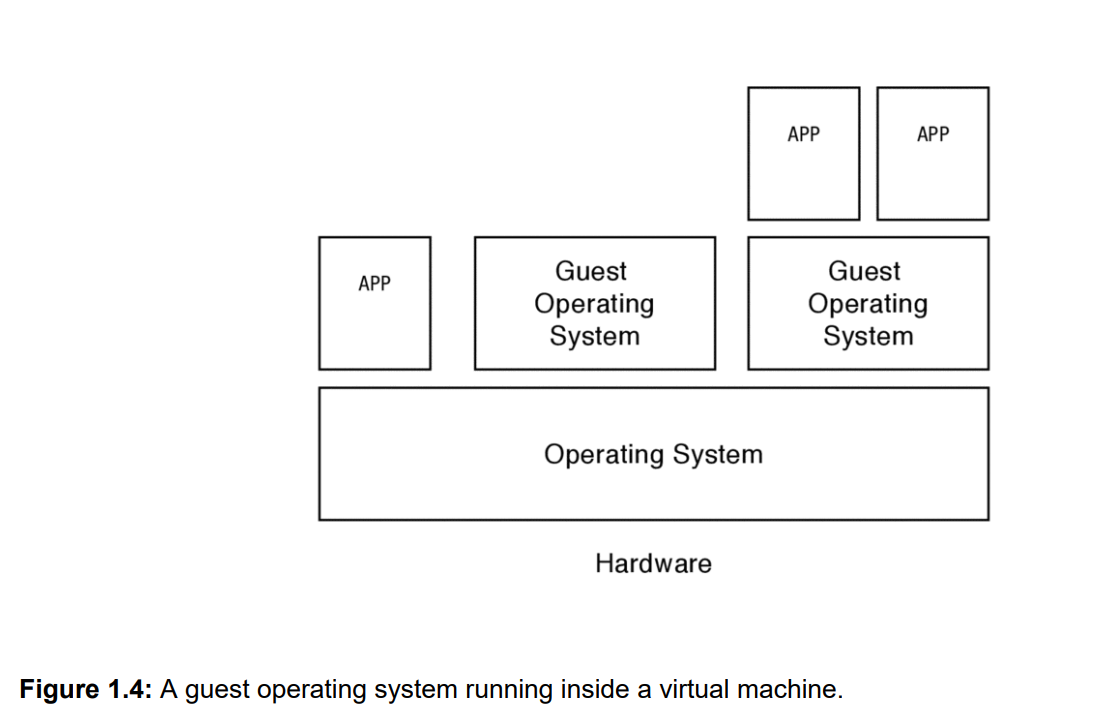 APP APP
APP
Guest
Operating
System
Guest
Operating
System
Operating System
Hardware
Figure 1.4: A guest operating system running inside a virtual machine.